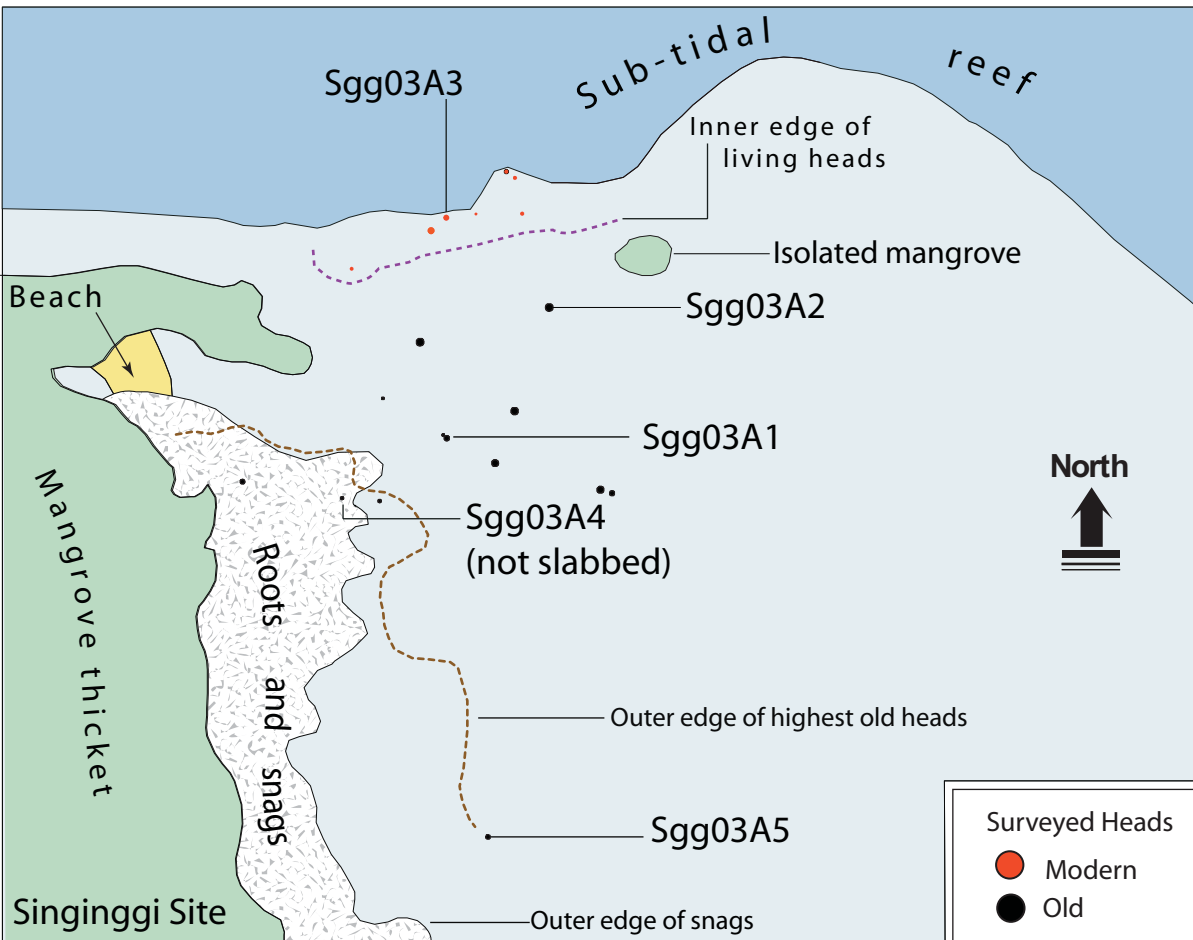 Sub-tidal reef
Sgg03A3
Inner edge of
living heads
Isolated mangrove
Beach
Sgg03A2
Sgg03A1
North
Sgg03A4
(not slabbed)
Mangrove thicket
Roots and snags
Outer edge of highest old heads
Sgg03A5
Surveyed Heads
Modern
Old
Singinggi Site
Outer edge of snags